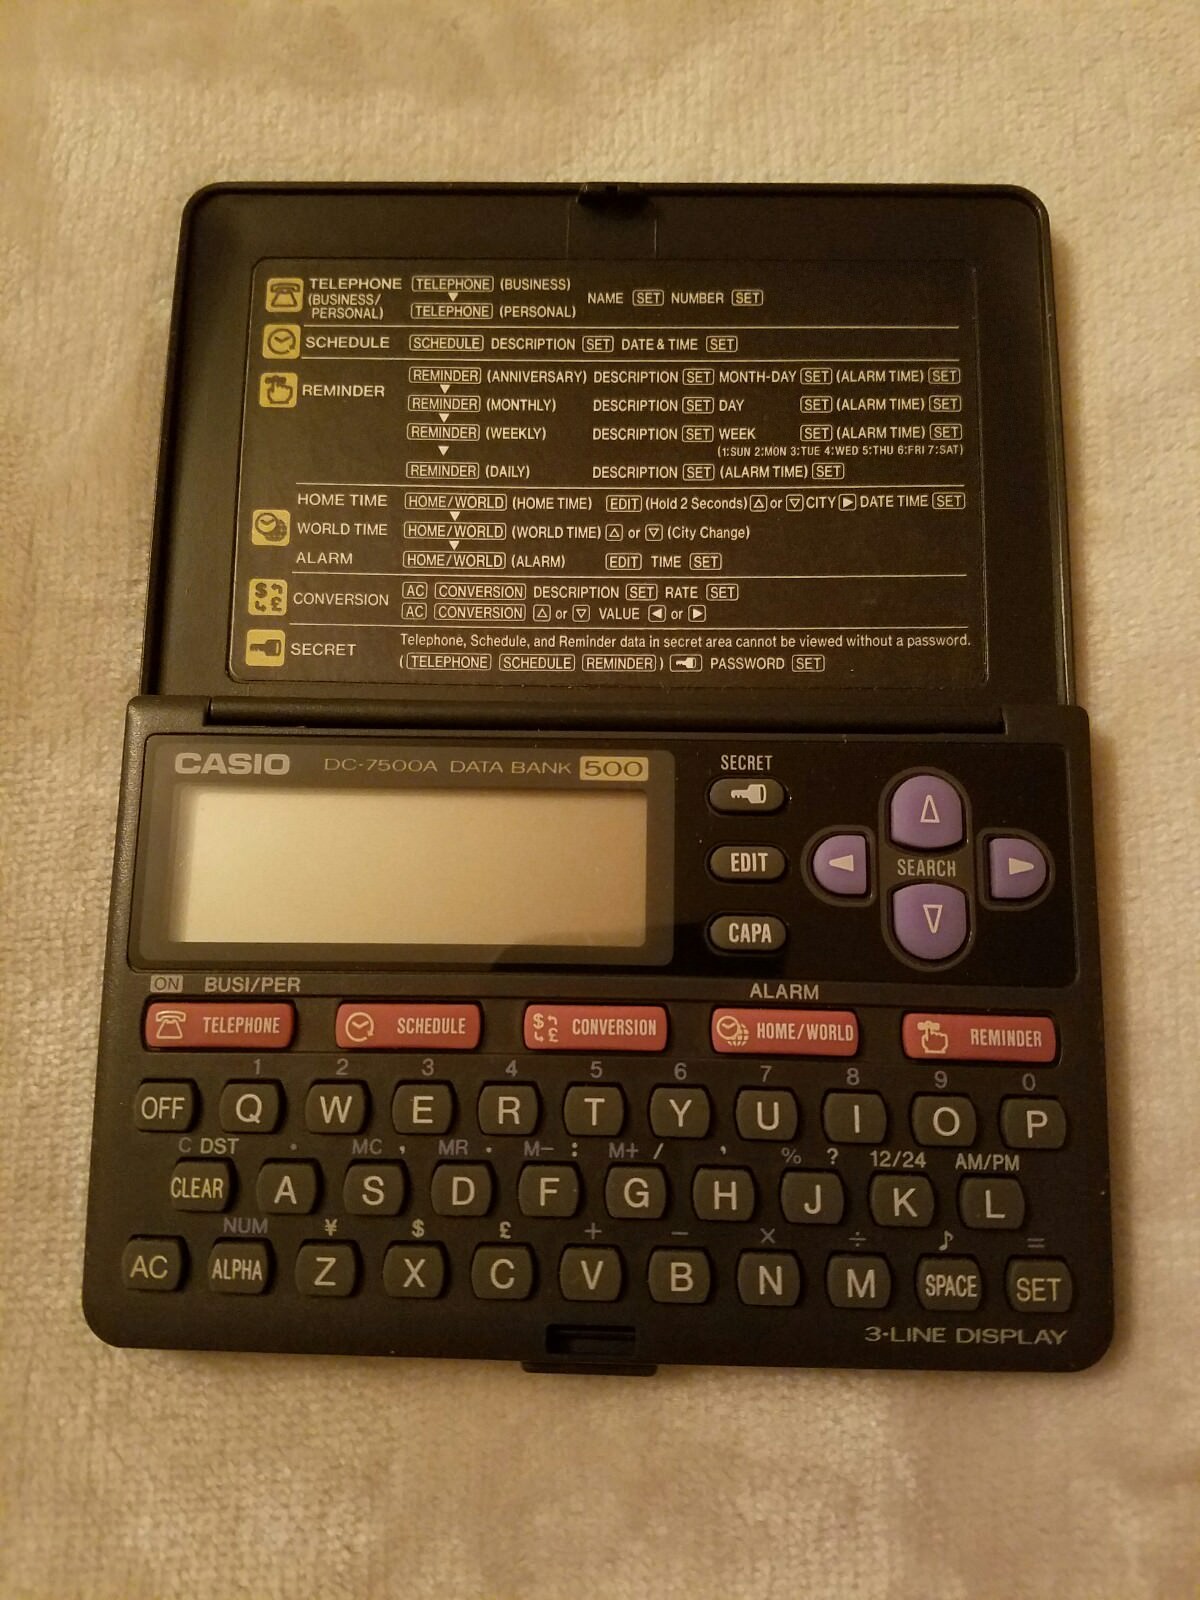 TELEPHONE TELEPHONE (BUSINESS)
(BUSINESS/ ▼ NAME SET NUMBER SET
PERSONAL) TELEPHONE (PERSONAL)
SCHEDULE SCHEDULE DESCRIPTION SET DATE & TIME SET
REMINDER REMINDER (ANNIVERSARY) DESCRIPTION SET MONTH-DAY SET (ALARM TIME) SET
▼
REMINDER (MONTHLY) DESCRIPTION SET DAY SET (ALARM TIME) SET
▼
REMINDER (WEEKLY) DESCRIPTION SET WEEK SET (ALARM TIME) SET
▼ (1:SUN 2:MON 3:TUE 4:WED 5:THU 6:FRI 7:SAT)
REMINDER (DAILY) DESCRIPTION SET (ALARM TIME) SET
HOME TIME HOME/WORLD (HOME TIME) EDIT (Hold 2 Seconds) △ or ▽ CITY ▶ DATE TIME SET
▼
WORLD TIME HOME/WORLD (WORLD TIME) △ or ▽ (City Change)
▼
ALARM HOME/WORLD (ALARM) EDIT TIME SET
$ £ CONVERSION AC CONVERSION DESCRIPTION SET RATE SET
AC CONVERSION △ or ▽ VALUE ◀ or ▶
SECRET Telephone, Schedule, and Reminder data in secret area cannot be viewed without a password.
(TELEPHONE SCHEDULE REMINDER) PASSWORD SET
CASIO DC-7500A DATA BANK 500
SECRET
EDIT
SEARCH
CAPA
ON BUSI/PER ALARM
TELEPHONE SCHEDULE $ £ CONVERSION HOME/WORLD REMINDER
1 2 3 4 5 6 7 8 9 0
OFF Q W E R T Y U I O P
C DST · MC , MR . M− : M+ / ' % ? 12/24 AM/PM
CLEAR A S D F G H J K L
NUM ¥ $ £ + − × ÷ ♪ =
AC ALPHA Z X C V B N M SPACE SET
3-LINE DISPLAY